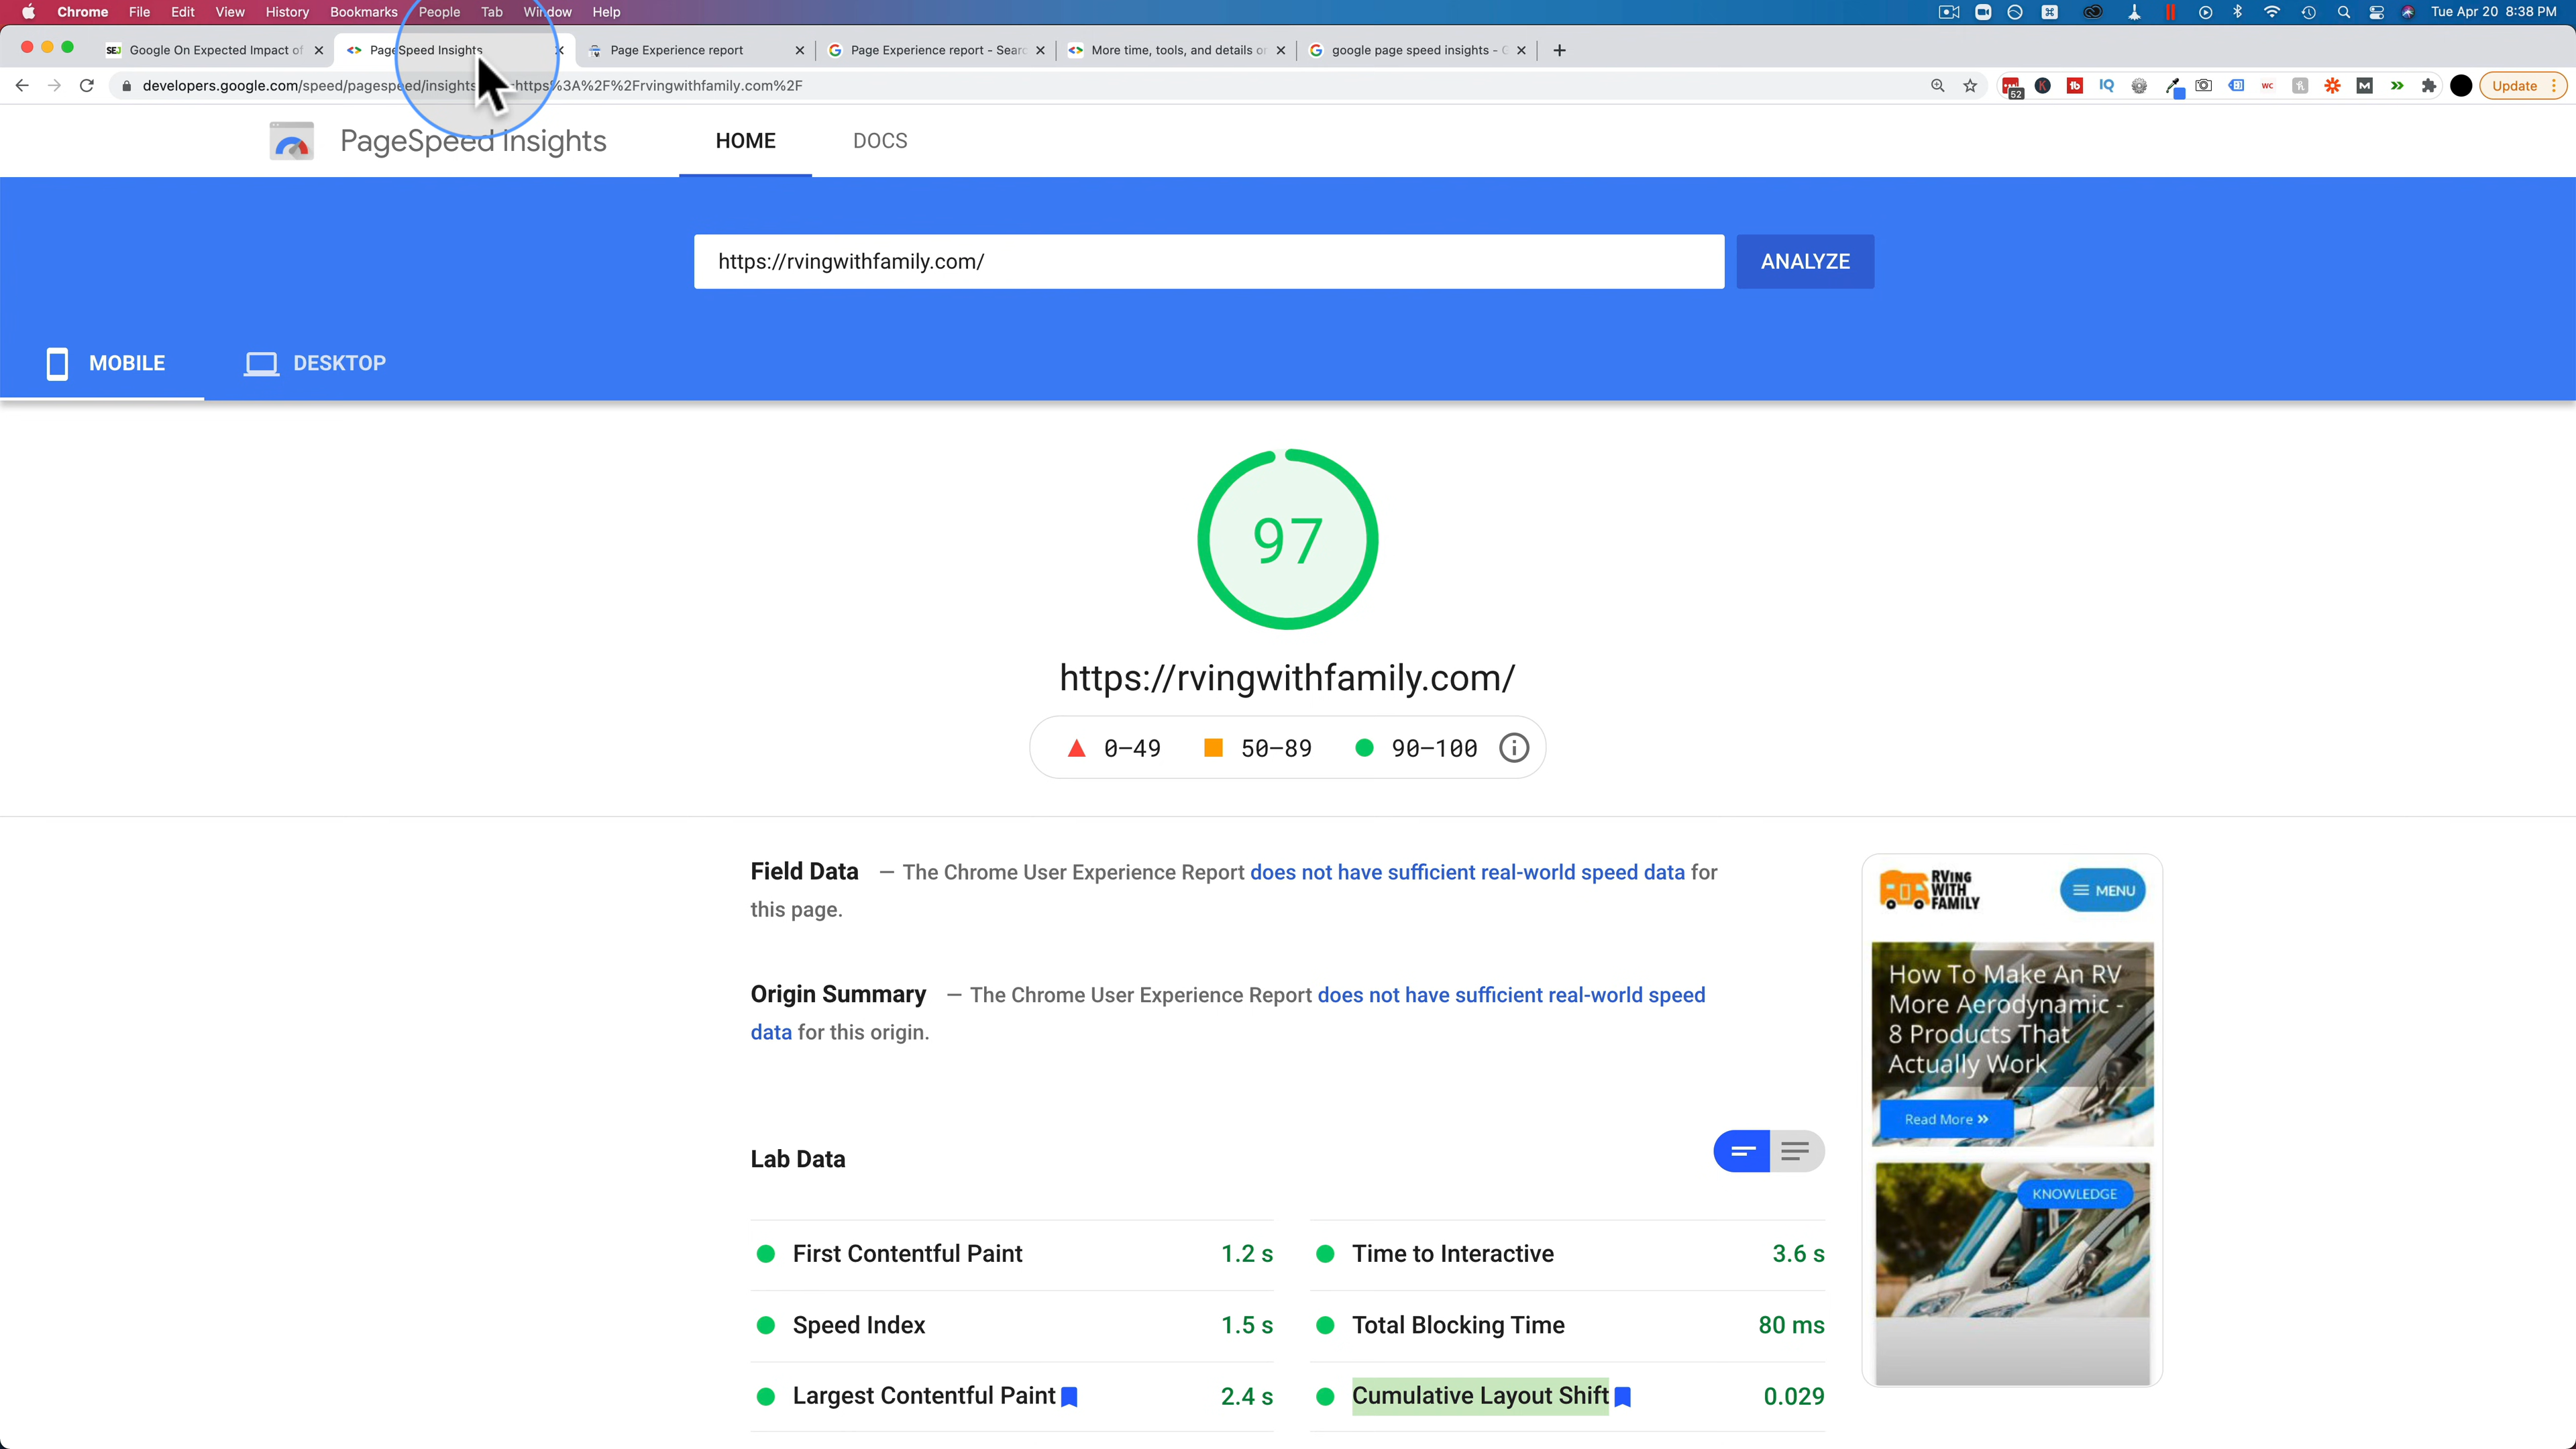 Chrome File Edit View History Bookmarks People Tab Window Help Tue Apr 20 8:38 PM
SEJ Google On Expected Impact of PageSpeed Insights Page Experience report Page Experience report - Searc More time, tools, and details on google page speed insights - G
developers.google.com/speed/pagespeed/insights https%3A%2F%2Frvingwithfamily.com%2F 52 tb IQ WC M Update
PageSpeed Insights HOME DOCS
https://rvingwithfamily.com/ ANALYZE
MOBILE DESKTOP
97
https://rvingwithfamily.com/
0–49 50–89 90–100
Field Data — The Chrome User Experience Report does not have sufficient real-world speed data for
this page.
Origin Summary — The Chrome User Experience Report does not have sufficient real-world speed
data for this origin.
Lab Data
First Contentful Paint 1.2 s
Time to Interactive 3.6 s
Speed Index 1.5 s
Total Blocking Time 80 ms
Largest Contentful Paint 2.4 s
Cumulative Layout Shift 0.029
RVING
WITH
FAMILY
MENU
How To Make An RV
More Aerodynamic -
8 Products That
Actually Work
Read More »
KNOWLEDGE